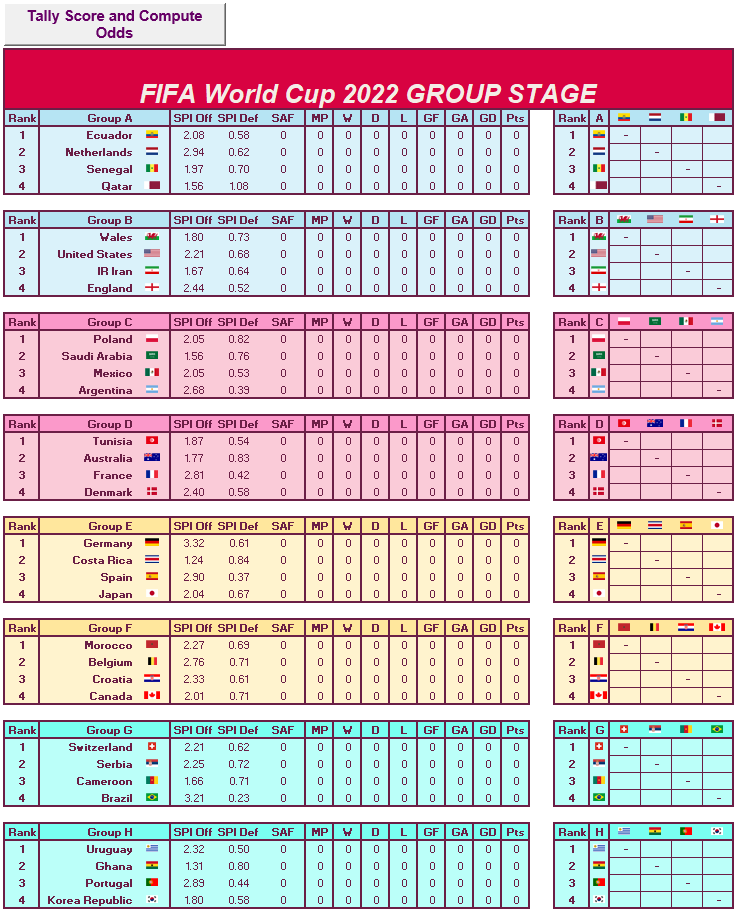 Tally Score and Compute
Odds
FIFA World Cup 2022 GROUP STAGE
Rank Group A SPI Off SPI Def SAF MP W D L GF GA GD Pts Rank A
1 Ecuador 2.08 0.58 0 0 0 0 0 0 0 0 0 1 -
2 Netherlands 2.94 0.62 0 0 0 0 0 0 0 0 0 2 -
3 Senegal 1.97 0.70 0 0 0 0 0 0 0 0 0 3 -
4 Qatar 1.56 1.08 0 0 0 0 0 0 0 0 0 4 -
Rank Group B SPI Off SPI Def SAF MP W D L GF GA GD Pts Rank B
1 Wales 1.80 0.73 0 0 0 0 0 0 0 0 0 1 -
2 United States 2.21 0.68 0 0 0 0 0 0 0 0 0 2 -
3 IR Iran 1.67 0.64 0 0 0 0 0 0 0 0 0 3 -
4 England 2.44 0.52 0 0 0 0 0 0 0 0 0 4 -
Rank Group C SPI Off SPI Def SAF MP W D L GF GA GD Pts Rank C
1 Poland 2.05 0.82 0 0 0 0 0 0 0 0 0 1 -
2 Saudi Arabia 1.56 0.76 0 0 0 0 0 0 0 0 0 2 -
3 Mexico 2.05 0.53 0 0 0 0 0 0 0 0 0 3 -
4 Argentina 2.68 0.39 0 0 0 0 0 0 0 0 0 4 -
Rank Group D SPI Off SPI Def SAF MP W D L GF GA GD Pts Rank D
1 Tunisia 1.87 0.54 0 0 0 0 0 0 0 0 0 1 -
2 Australia 1.77 0.83 0 0 0 0 0 0 0 0 0 2 -
3 France 2.81 0.42 0 0 0 0 0 0 0 0 0 3 -
4 Denmark 2.40 0.58 0 0 0 0 0 0 0 0 0 4 -
Rank Group E SPI Off SPI Def SAF MP W D L GF GA GD Pts Rank E
1 Germany 3.32 0.61 0 0 0 0 0 0 0 0 0 1 -
2 Costa Rica 1.24 0.84 0 0 0 0 0 0 0 0 0 2 -
3 Spain 2.90 0.37 0 0 0 0 0 0 0 0 0 3 -
4 Japan 2.04 0.67 0 0 0 0 0 0 0 0 0 4 -
Rank Group F SPI Off SPI Def SAF MP W D L GF GA GD Pts Rank F
1 Morocco 2.27 0.69 0 0 0 0 0 0 0 0 0 1 -
2 Belgium 2.76 0.71 0 0 0 0 0 0 0 0 0 2 -
3 Croatia 2.33 0.61 0 0 0 0 0 0 0 0 0 3 -
4 Canada 2.01 0.71 0 0 0 0 0 0 0 0 0 4 -
Rank Group G SPI Off SPI Def SAF MP W D L GF GA GD Pts Rank G
1 Switzerland 2.21 0.62 0 0 0 0 0 0 0 0 0 1 -
2 Serbia 2.25 0.72 0 0 0 0 0 0 0 0 0 2 -
3 Cameroon 1.66 0.71 0 0 0 0 0 0 0 0 0 3 -
4 Brazil 3.21 0.23 0 0 0 0 0 0 0 0 0 4 -
Rank Group H SPI Off SPI Def SAF MP W D L GF GA GD Pts Rank H
1 Uruguay 2.32 0.50 0 0 0 0 0 0 0 0 0 1 -
2 Ghana 1.31 0.80 0 0 0 0 0 0 0 0 0 2 -
3 Portugal 2.89 0.44 0 0 0 0 0 0 0 0 0 3 -
4 Korea Republic 1.80 0.58 0 0 0 0 0 0 0 0 0 4 -